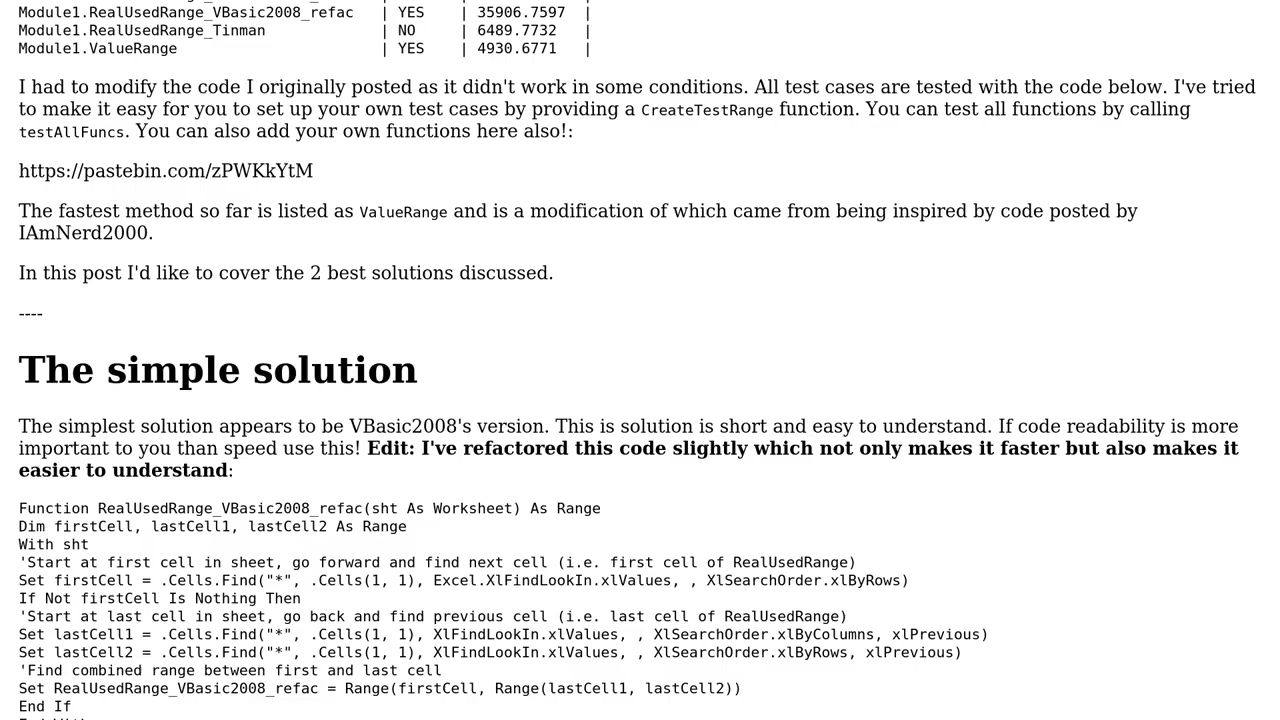 Module1.RealUsedRange_VBasic2008_refac | YES | 35906.7597 |
Module1.RealUsedRange_Tinman | NO | 6489.7732 |
Module1.ValueRange | YES | 4930.6771 |
I had to modify the code I originally posted as it didn't work in some conditions. All test cases are tested with the code below. I've tried
to make it easy for you to set up your own test cases by providing a CreateTestRange function. You can test all functions by calling
testAllFuncs. You can also add your own functions here also!:
https://pastebin.com/zPWKkYtM
The fastest method so far is listed as ValueRange and is a modification of which came from being inspired by code posted by
IAmNerd2000.
In this post I'd like to cover the 2 best solutions discussed.
----
The simple solution
The simplest solution appears to be VBasic2008's version. This is solution is short and easy to understand. If code readability is more
important to you than speed use this! Edit: I've refactored this code slightly which not only makes it faster but also makes it
easier to understand:
Function RealUsedRange_VBasic2008_refac(sht As Worksheet) As Range
Dim firstCell, lastCell1, lastCell2 As Range
With sht
'Start at first cell in sheet, go forward and find next cell (i.e. first cell of RealUsedRange)
Set firstCell = .Cells.Find("*", .Cells(1, 1), Excel.XlFindLookIn.xlValues, , XlSearchOrder.xlByRows)
If Not firstCell Is Nothing Then
'Start at last cell in sheet, go back and find previous cell (i.e. last cell of RealUsedRange)
Set lastCell1 = .Cells.Find("*", .Cells(1, 1), XlFindLookIn.xlValues, , XlSearchOrder.xlByColumns, xlPrevious)
Set lastCell2 = .Cells.Find("*", .Cells(1, 1), XlFindLookIn.xlValues, , XlSearchOrder.xlByRows, xlPrevious)
'Find combined range between first and last cell
Set RealUsedRange_VBasic2008_refac = Range(firstCell, Range(lastCell1, lastCell2))
End If